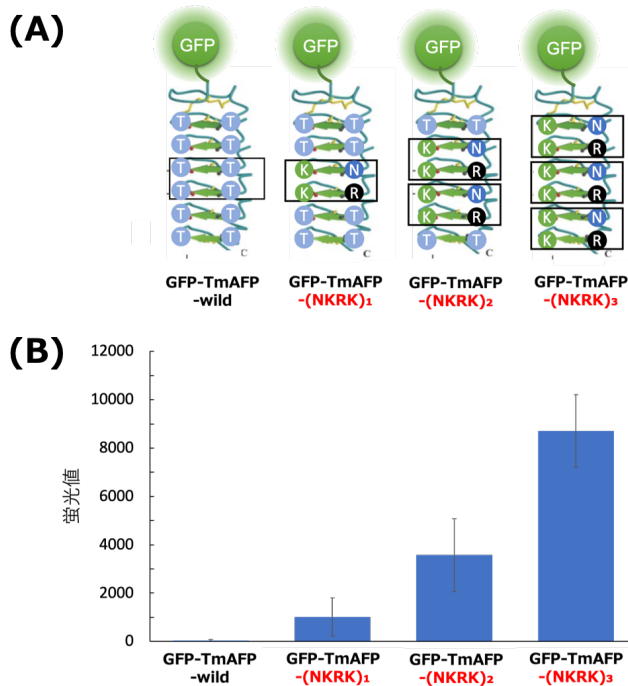 (A)
GFP GFP GFP GFP
T T T T T T K N
T T T T K N K R
T T K N K R K N
T T K R K N K R
T T T T K R K N
T T T T T T K R
C C C C
GFP-TmAFP GFP-TmAFP GFP-TmAFP GFP-TmAFP
-wild -(NKRK)₁ -(NKRK)₂ -(NKRK)₃
(B)
蛍光値
12000
10000
8000
6000
4000
2000
0
GFP-TmAFP GFP-TmAFP GFP-TmAFP GFP-TmAFP
-wild -(NKRK)₁ -(NKRK)₂ -(NKRK)₃